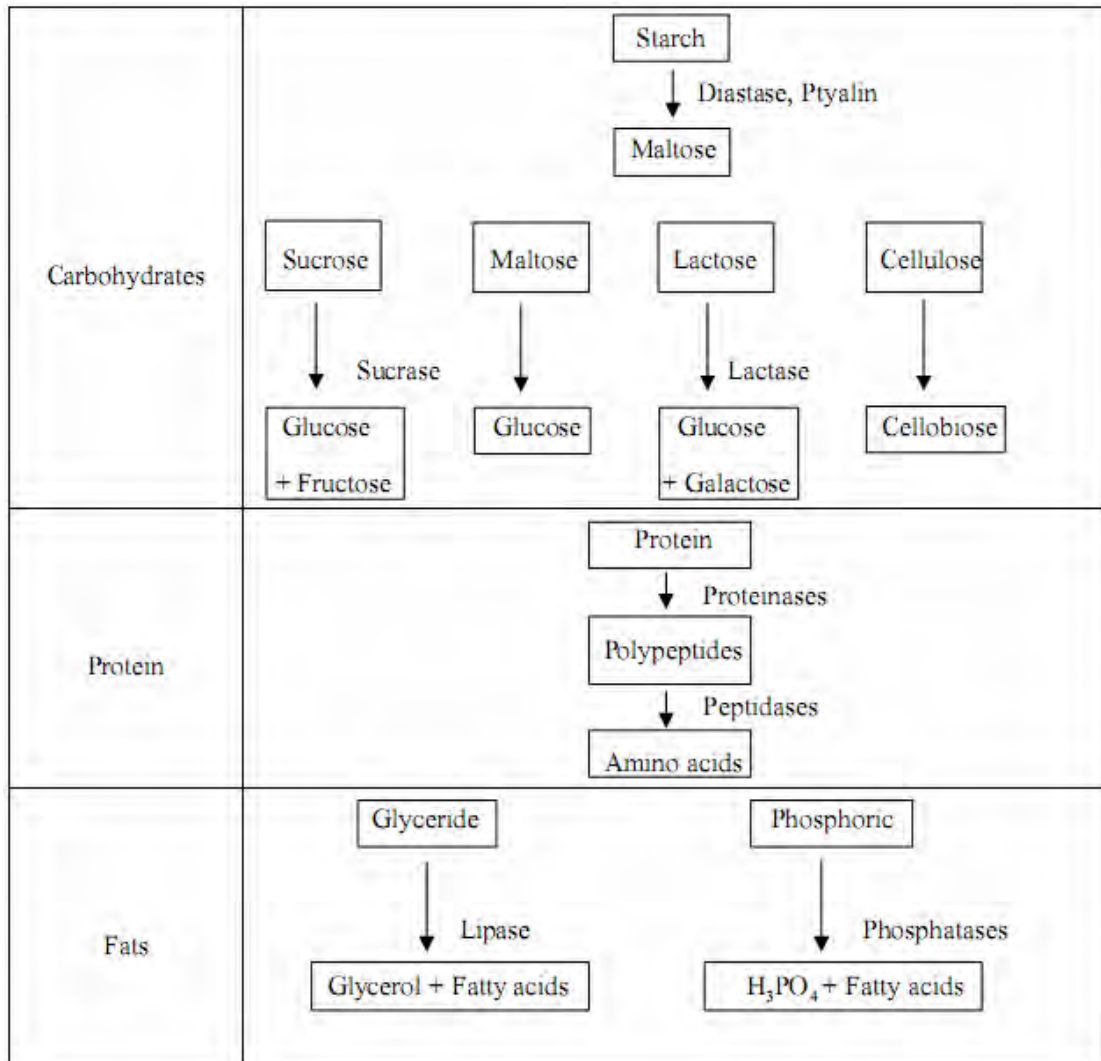 Starch
Diastase, Ptyalin
Maltose
Carbohydrates
Sucrose
Maltose
Lactose
Cellulose
Sucrase
Lactase
Glucose
+ Fructose
Glucose
Glucose
+ Galactose
Cellobiose
Protein
Protein
Proteinases
Polypeptides
Peptidases
Amino acids
Fats
Glyceride
Phosphoric
Lipase
Phosphatases
Glycerol + Fatty acids
H₃PO₄ + Fatty acids